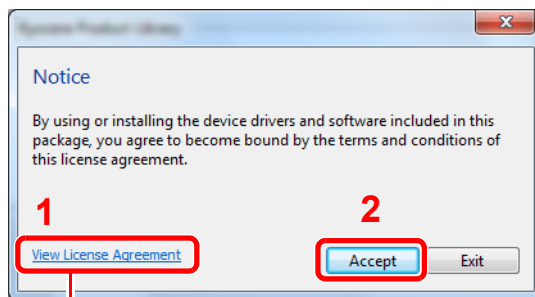 Notice
By using or installing the device drivers and software included in this
package, you agree to become bound by the terms and conditions of
this license agreement.
1
2
View License Agreement
Accept
Exit